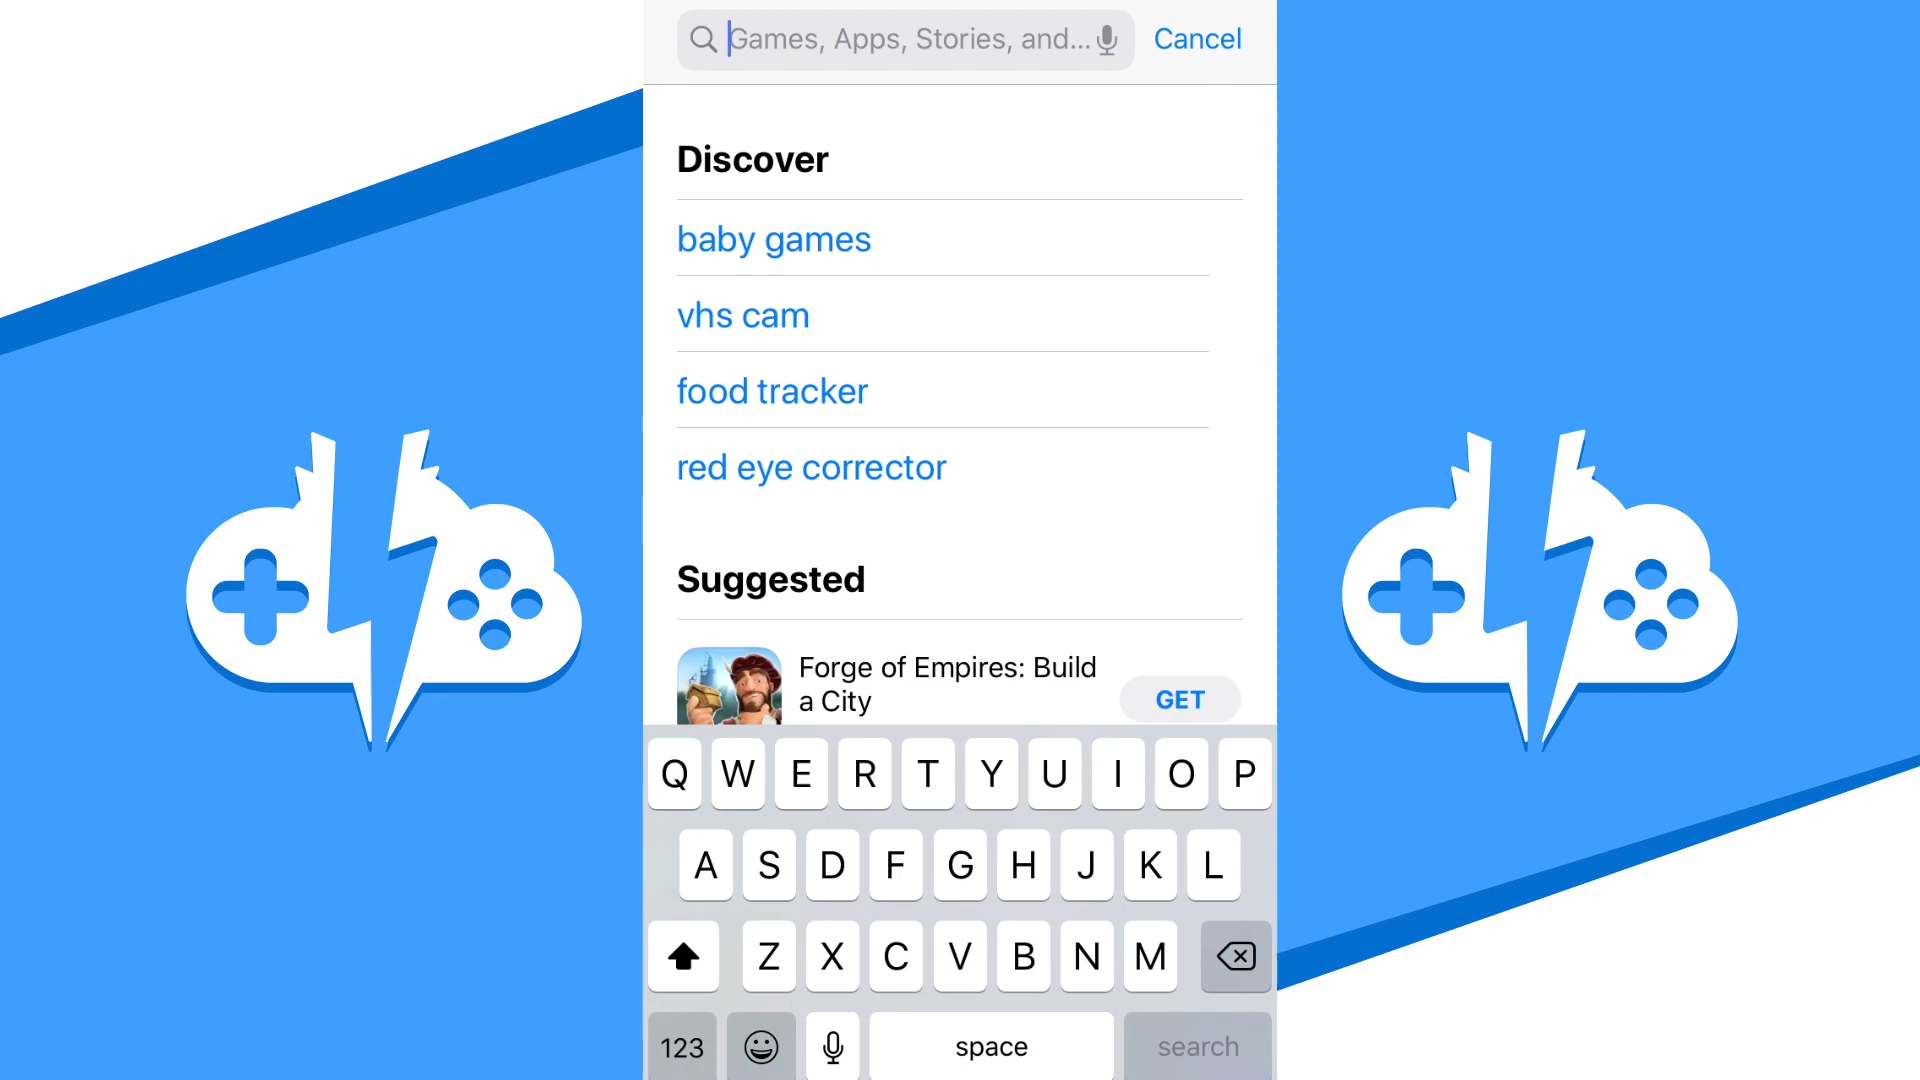 Games, Apps, Stories, and...
Cancel
Discover
baby games
vhs cam
food tracker
red eye corrector
Suggested
Forge of Empires: Build
a City
GET
Q W E R T Y U I O P
A S D F G H J K L
Z X C V B N M
123
space
search